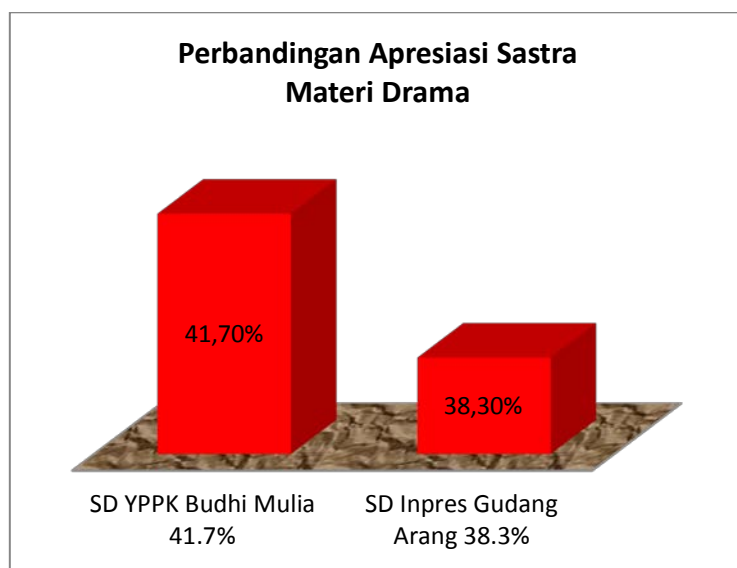 Perbandingan Apresiasi Sastra
Materi Drama
41,70%
38,30%
SD YPPK Budhi Mulia
41.7%
SD Inpres Gudang
Arang 38.3%